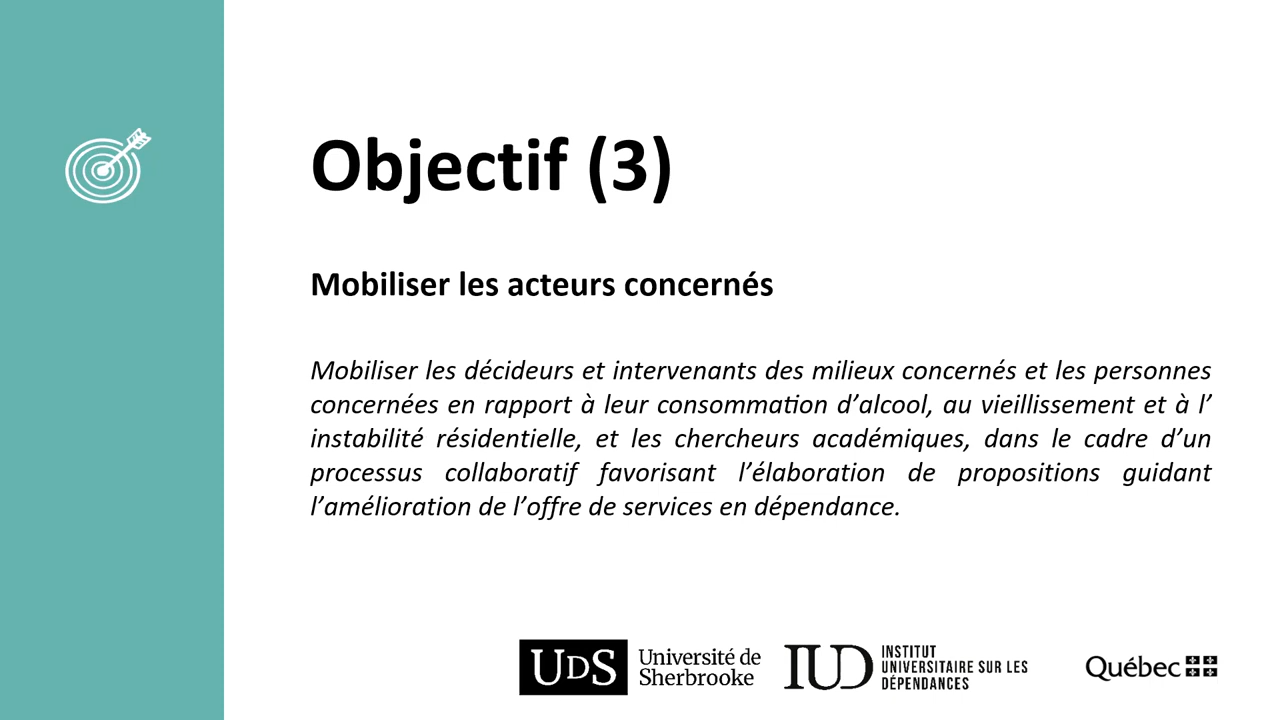 Objectif (3)
Mobiliser les acteurs concernés
Mobiliser les décideurs et intervenants des milieux concernés et les personnes
concernées en rapport à leur consommation d’alcool, au vieillissement et à l’
instabilité résidentielle, et les chercheurs académiques, dans le cadre d’un
processus collaboratif favorisant l’élaboration de propositions guidant
l’amélioration de l’offre de services en dépendance.
UDS
Université de
Sherbrooke
IUD
INSTITUT
UNIVERSITAIRE SUR LES
DÉPENDANCES
Québec